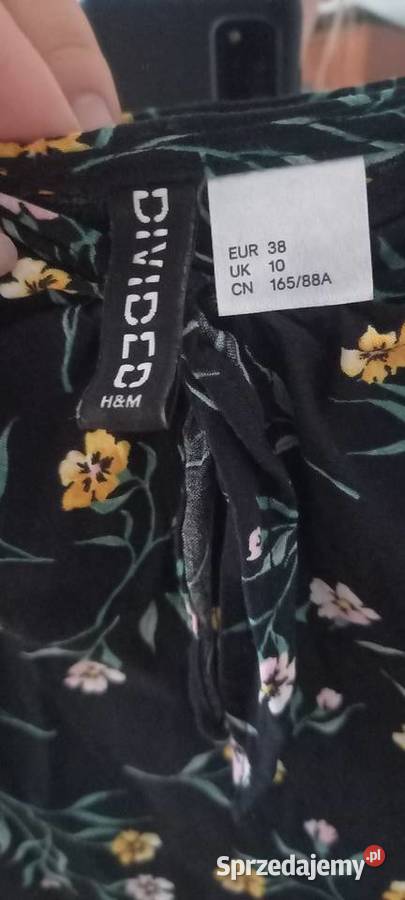 DIVIDED
H&M
EUR 38
UK 10
CN 165/88A
Sprzedajemy.pl